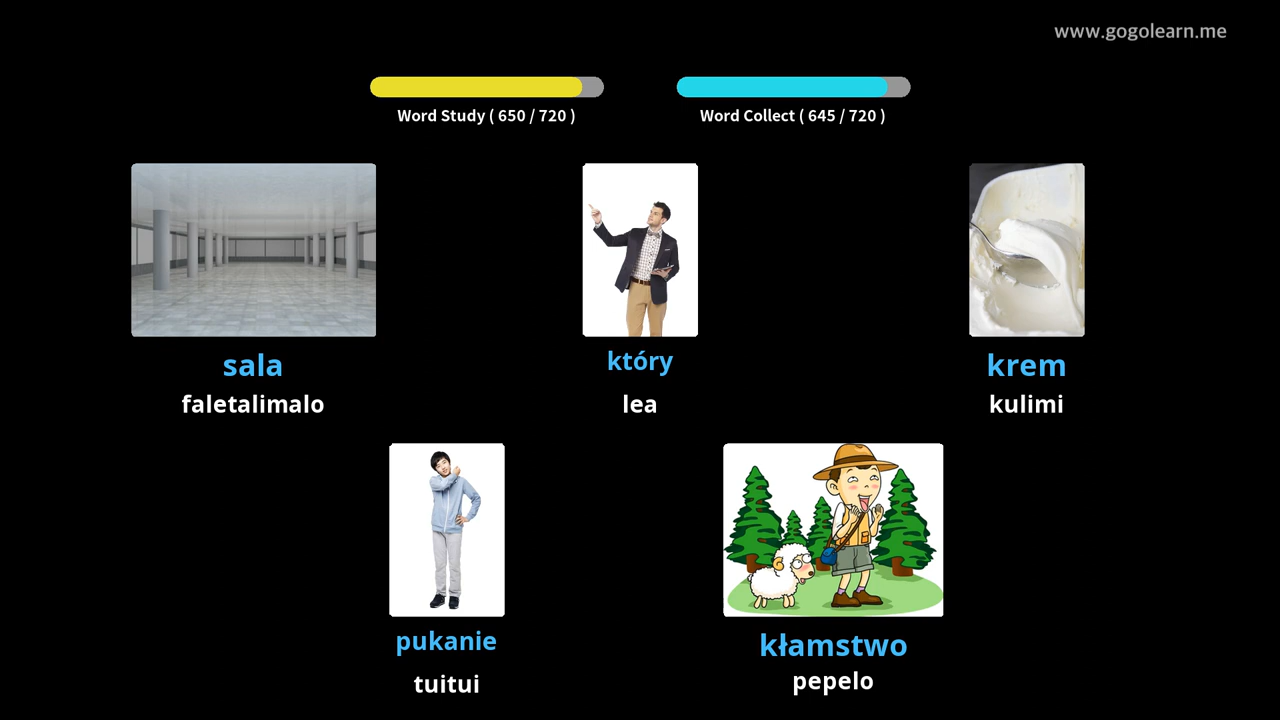 www.gogolearn.me
Word Study ( 650 / 720 )
Word Collect ( 645 / 720 )
sala
faletalimalo
który
lea
krem
kulimi
pukanie
tuitui
kłamstwo
pepelo